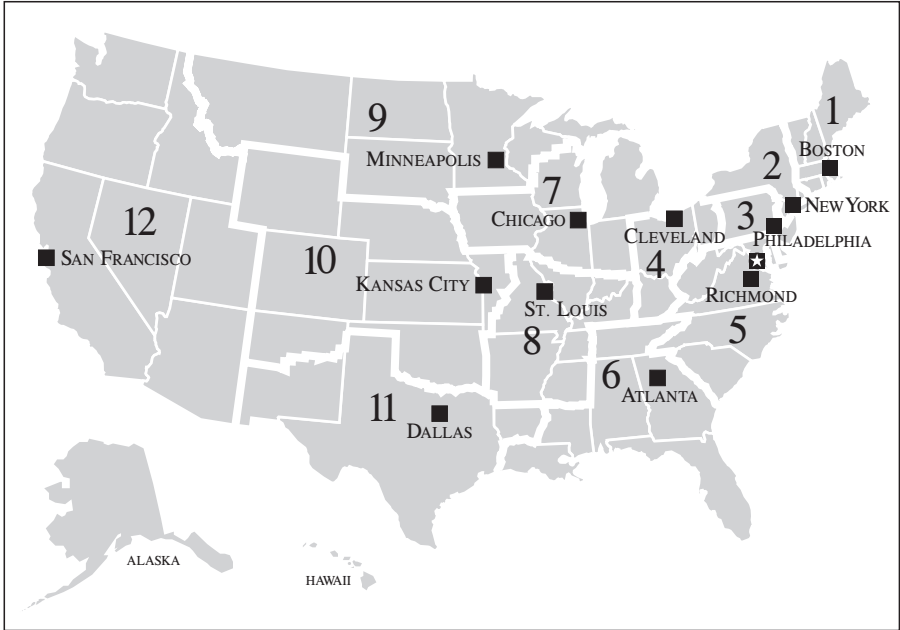 1
BOSTON
9
2
MINNEAPOLIS
7
NEW YORK
3
12
CHICAGO
CLEVELAND
PHILADELPHIA
SAN FRANCISCO
10
4
KANSAS CITY
RICHMOND
ST. LOUIS
5
8
6
ATLANTA
11
DALLAS
ALASKA
HAWAII